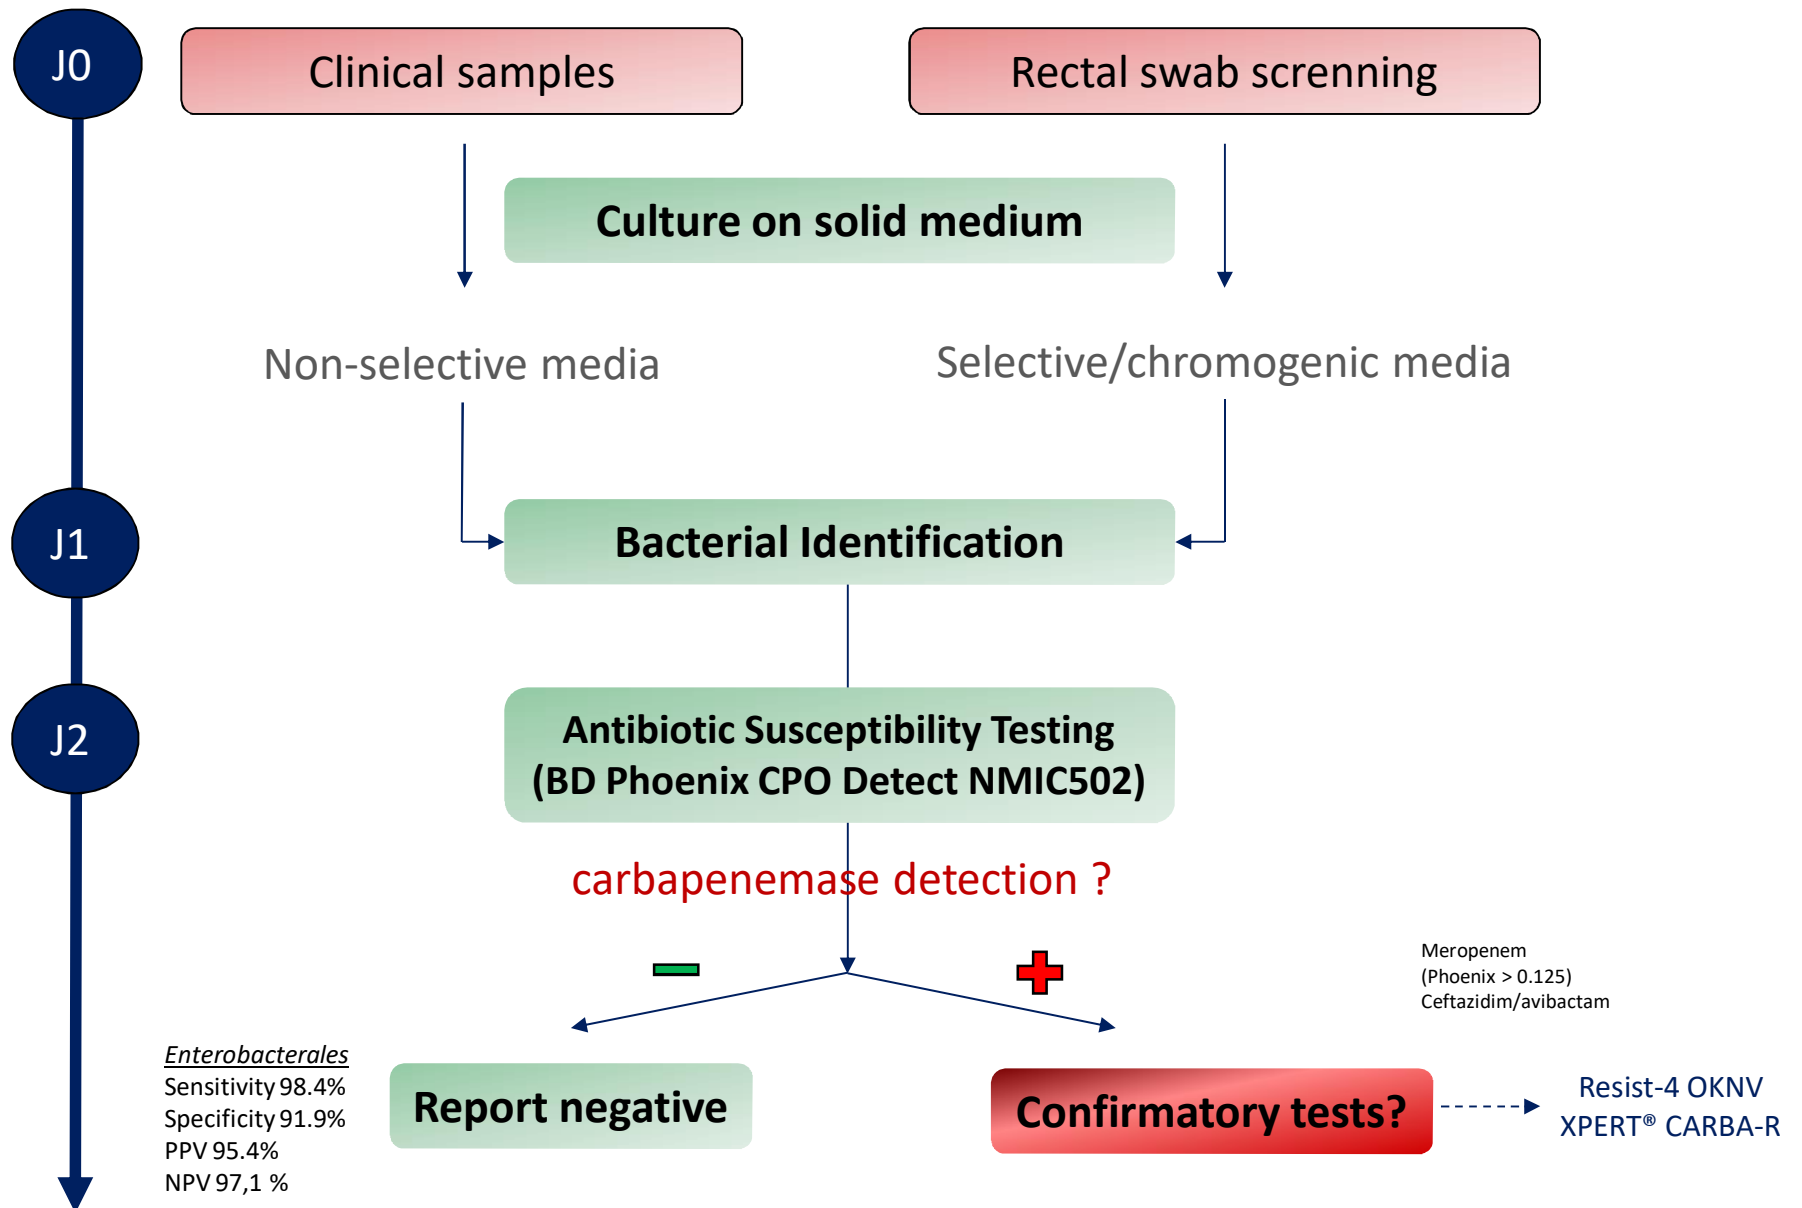 J0
Clinical samples
Rectal swab screnning
Culture on solid medium
Non-selective media
Selective/chromogenic media
J1
Bacterial Identification
J2
Antibiotic Susceptibility Testing
(BD Phoenix CPO Detect NMIC502)
carbapenemase detection ?
Meropenem
(Phoenix > 0.125)
Ceftazidim/avibactam
Enterobacterales
Sensitivity 98.4%
Specificity 91.9%
PPV 95.4%
NPV 97,1 %
Report negative
Confirmatory tests?
Resist-4 OKNV
XPERT® CARBA-R